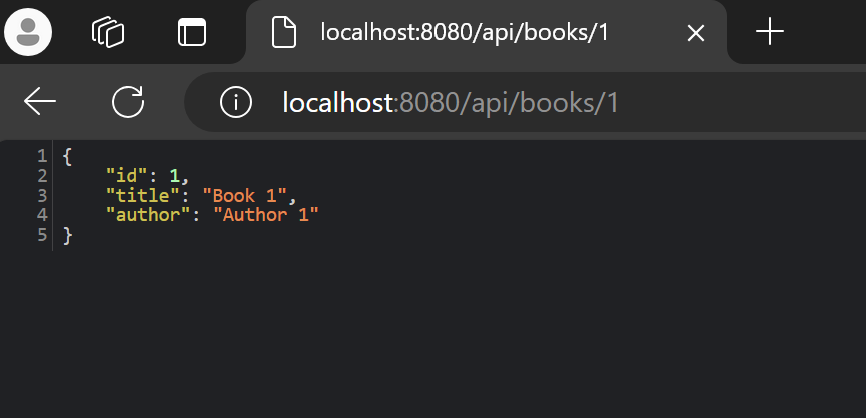 localhost:8080/api/books/1
localhost:8080/api/books/1
1 {
2     "id": 1,
3     "title": "Book 1",
4     "author": "Author 1"
5 }